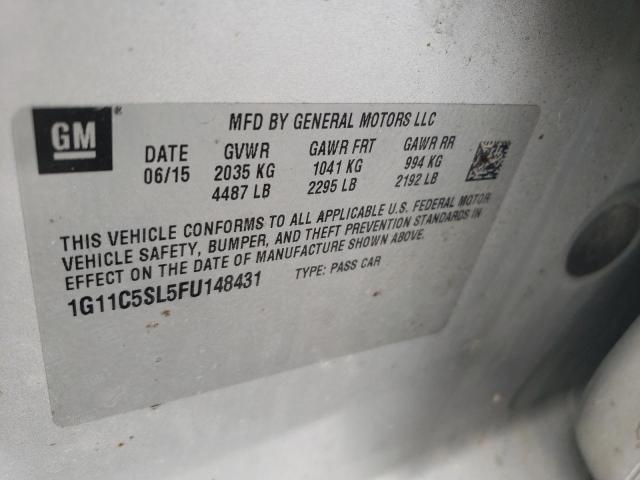 GM®
MFD BY GENERAL MOTORS LLC
DATE GVWR GAWR FRT GAWR RR
06/15 2035 KG 1041 KG 994 KG
4487 LB 2295 LB 2192 LB
THIS VEHICLE CONFORMS TO ALL APPLICABLE U.S. FEDERAL MOTOR
VEHICLE SAFETY, BUMPER, AND THEFT PREVENTION STANDARDS IN
EFFECT ON THE DATE OF MANUFACTURE SHOWN ABOVE.
1G11C5SL5FU148431 TYPE: PASS CAR